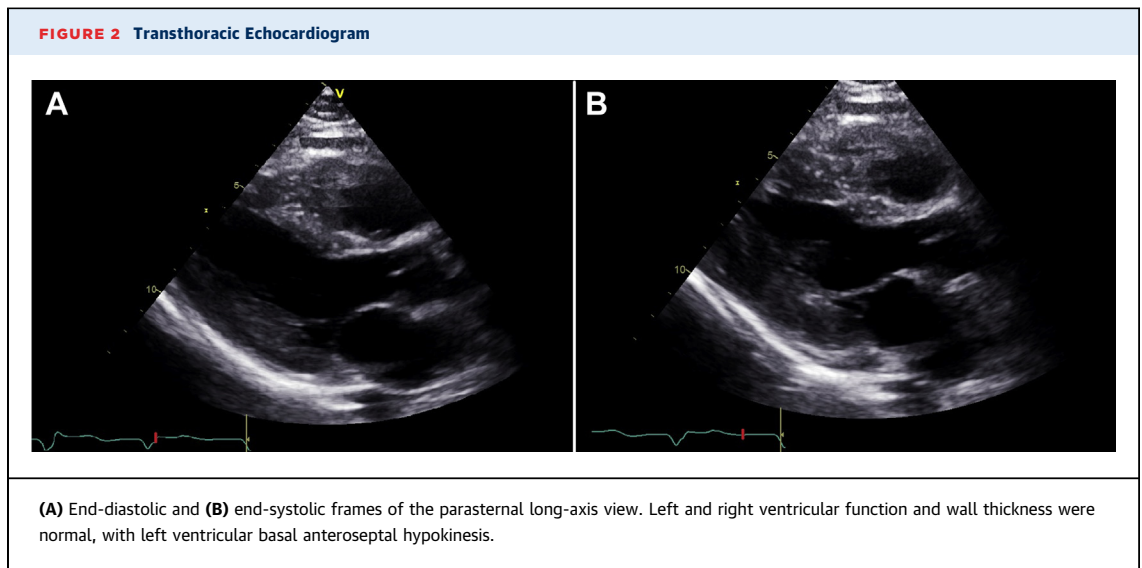 FIGURE 2 Transthoracic Echocardiogram
A
V
5
10
B
5
10
(A) End-diastolic and (B) end-systolic frames of the parasternal long-axis view. Left and right ventricular function and wall thickness were
normal, with left ventricular basal anteroseptal hypokinesis.